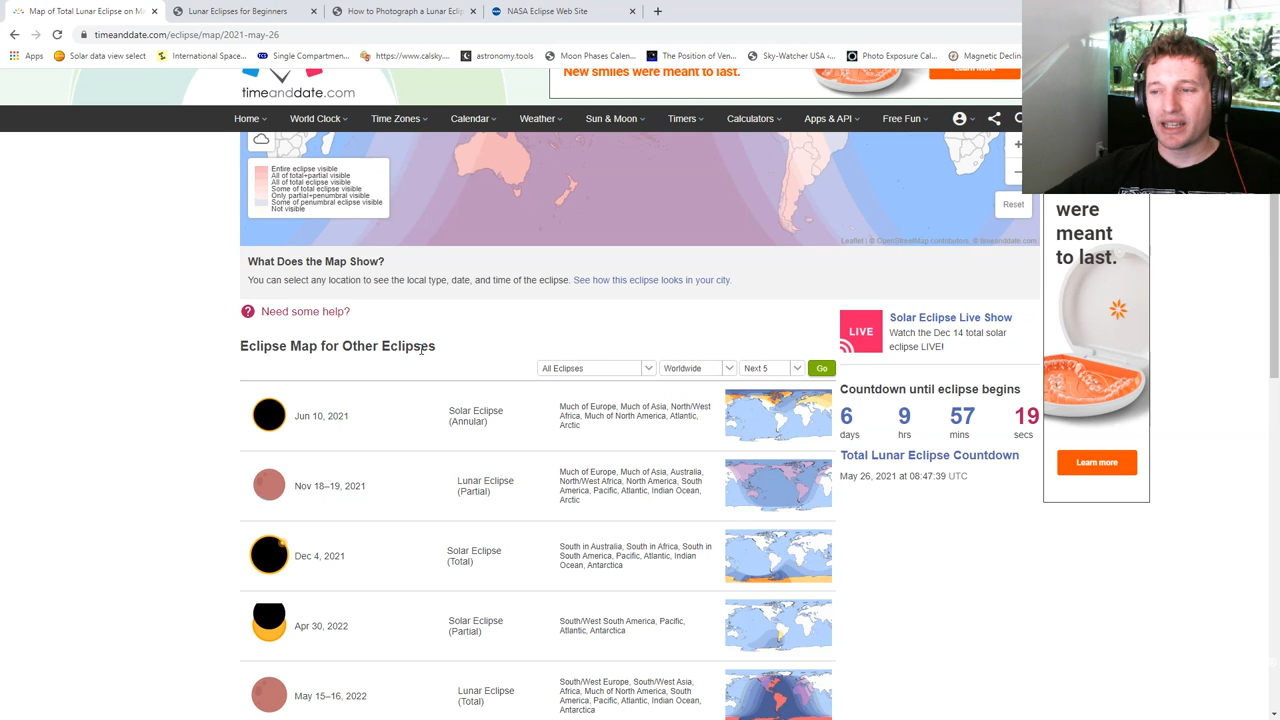 Map of Total Lunar Eclipse on M
Lunar Eclipses for Beginners
How to Photograph a Lunar Eclip
NASA Eclipse Web Site
timeanddate.com/eclipse/map/2021-may-26
Apps
Solar data view select
International Space...
Single Compartmen...
https://www.calsky....
astronomy.tools
Moon Phases Calen...
The Position of Ven...
Sky-Watcher USA ‹...
Photo Exposure Cal...
Magnetic Declin
timeanddate.com
New smiles were meant to last.
Home
World Clock
Time Zones
Calendar
Weather
Sun & Moon
Timers
Calculators
Apps & API
Free Fun
Entire eclipse visible
All of total+partial visible
All of total eclipse visible
Some of total eclipse visible
Only partial+penumbral visible
Some of penumbral eclipse visible
Not visible
+
−
Reset
Leaflet | © OpenStreetMap contributors, © timeanddate.com
were
meant
to last.
Learn more
What Does the Map Show?
You can select any location to see the local type, date, and time of the eclipse. See how this eclipse looks in your city.
? Need some help?
Eclipse Map for Other Eclipses
All Eclipses
Worldwide
Next 5
Go
Jun 10, 2021
Solar Eclipse
(Annular)
Much of Europe, Much of Asia, North/West
Africa, Much of North America, Atlantic,
Arctic
Nov 18–19, 2021
Lunar Eclipse
(Partial)
Much of Europe, Much of Asia, Australia,
North/West Africa, North America, South
America, Pacific, Atlantic, Indian Ocean,
Arctic
Dec 4, 2021
Solar Eclipse
(Total)
South in Australia, South in Africa, South in
South America, Pacific, Atlantic, Indian
Ocean, Antarctica
Apr 30, 2022
Solar Eclipse
(Partial)
South/West South America, Pacific,
Atlantic, Antarctica
May 15–16, 2022
Lunar Eclipse
(Total)
South/West Europe, South/West Asia,
Africa, Much of North America, South
America, Pacific, Atlantic, Indian Ocean,
Antarctica
LIVE
Solar Eclipse Live Show
Watch the Dec 14 total solar
eclipse LIVE!
Countdown until eclipse begins
6 9 57 19
days hrs mins secs
Total Lunar Eclipse Countdown
May 26, 2021 at 08:47:39 UTC